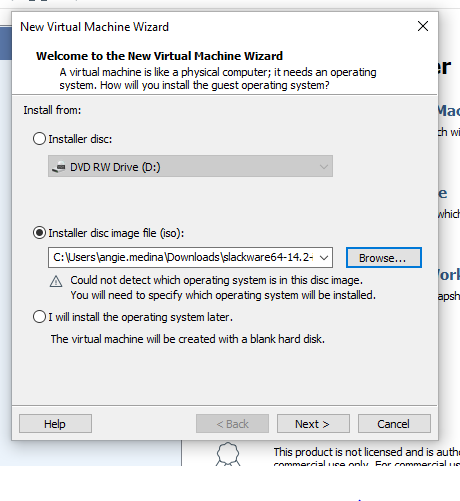 New Virtual Machine Wizard
Welcome to the New Virtual Machine Wizard
A virtual machine is like a physical computer; it needs an operating
system. How will you install the guest operating system?
Install from:
Installer disc:
DVD RW Drive (D:)
Installer disc image file (iso):
C:\Users\angie.medina\Downloads\slackware64-14.2-
Browse...
Could not detect which operating system is in this disc image.
You will need to specify which operating system will be installed.
I will install the operating system later.
The virtual machine will be created with a blank hard disk.
Help
< Back
Next >
Cancel
er
Mac
ch wi
e
which
Work
apsh
This product is not licensed and is autho
commercial use only. For commercial us